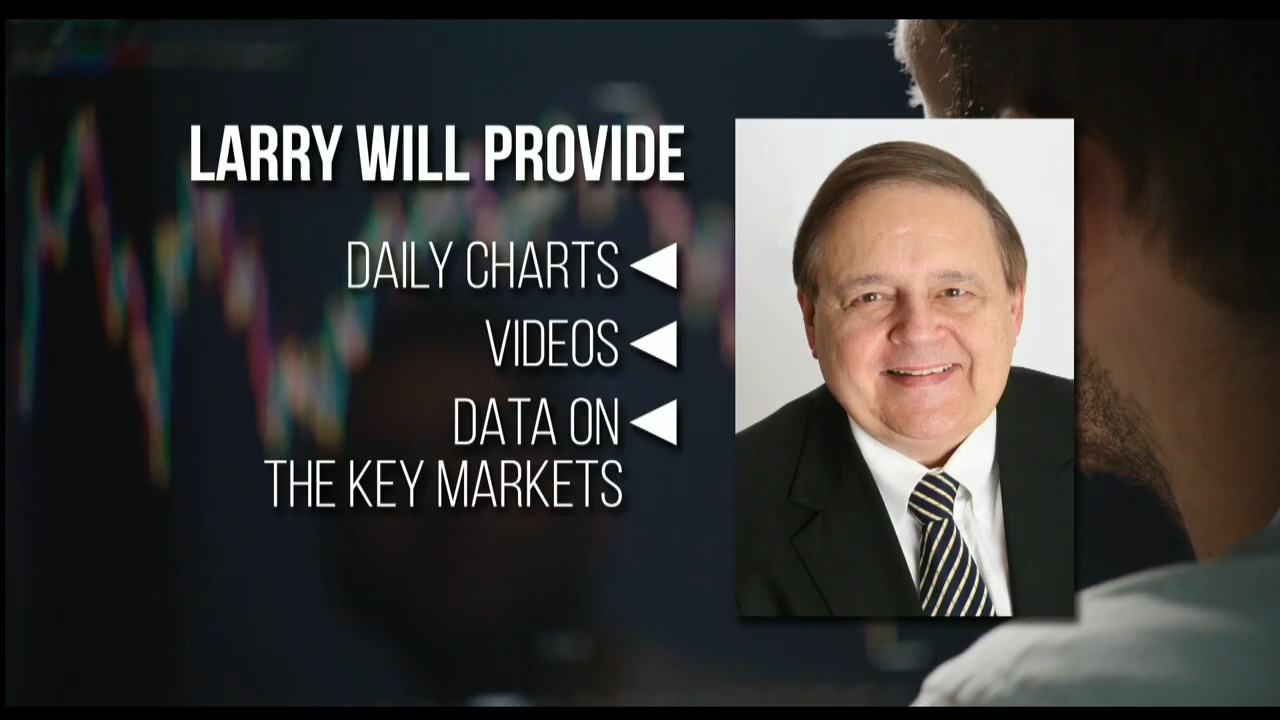 LARRY WILL PROVIDE
DAILY CHARTS
VIDEOS
DATA ON
THE KEY MARKETS